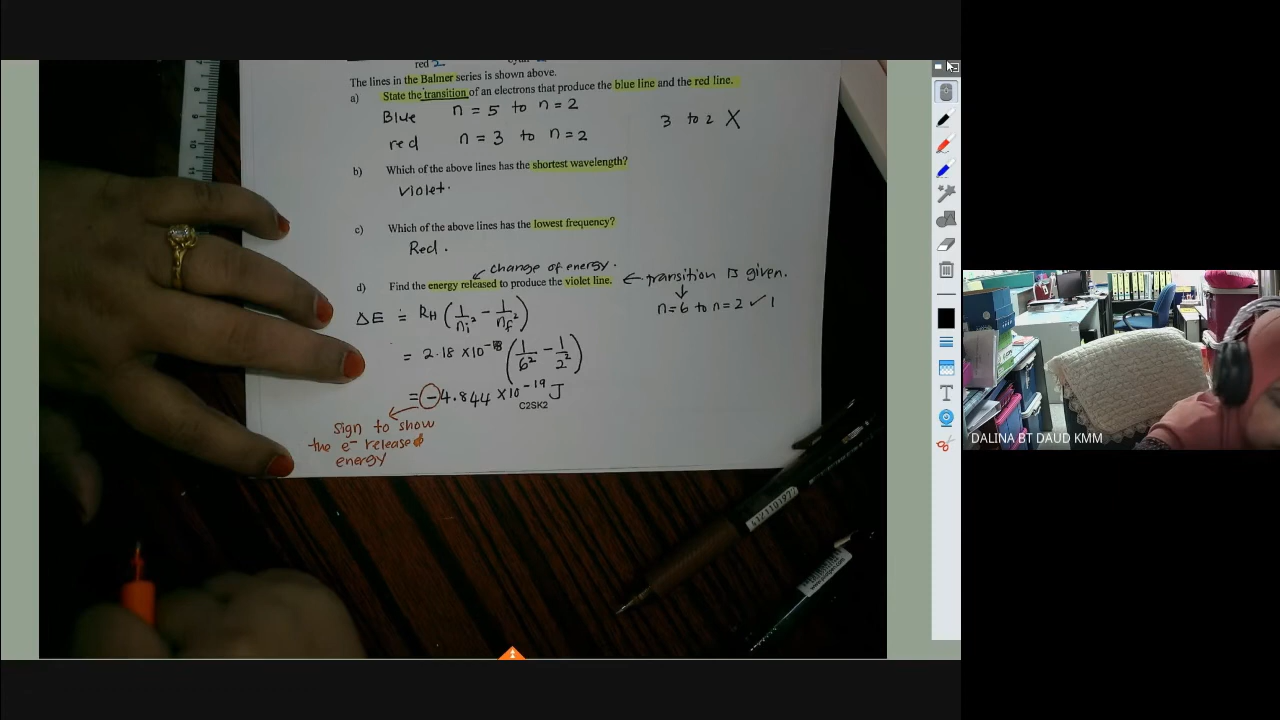 red 2
The lines in the Balmer series is shown above.
a) State the transition of an electrons that produce the blue line and the red line.
Blue n = 5 to n = 2
3 to 2 X
red n = 3 to n = 2
b) Which of the above lines has the shortest wavelength?
Violet.
c) Which of the above lines has the lowest frequency?
Red.
change of energy.
d) Find the energy released to produce the violet line. ← transition is given.
n=6 to n=2 ✓ 1
ΔE = RH (1/ni² − 1/nf²)
= 2.18 ×10⁻¹⁸ (1/6² − 1/2²)
= −4.844 ×10⁻¹⁹ J
C2SK2
sign to show
the e⁻ release
energy
DALINA BT DAUD KMM
T